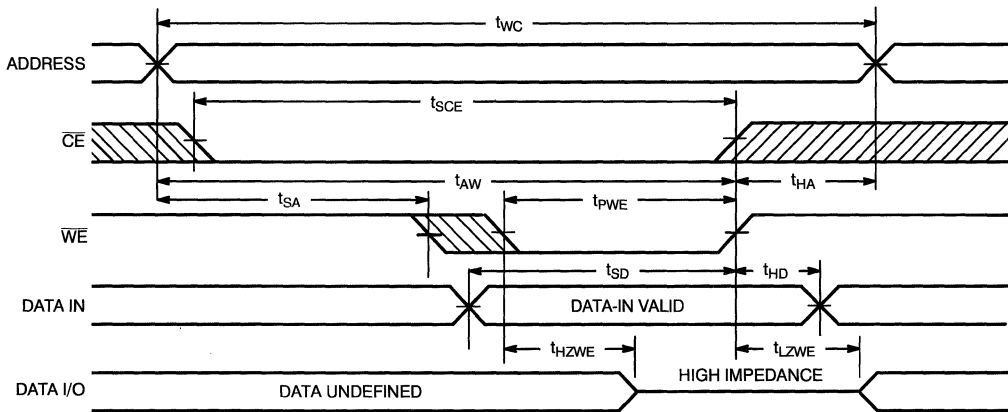 tWC
ADDRESS
tSCE
CE
tAW
tHA
tSA
tPWE
WE
tSD
tHD
DATA IN
DATA-IN VALID
tHZWE
tLZWE
HIGH IMPEDANCE
DATA I/O
DATA UNDEFINED